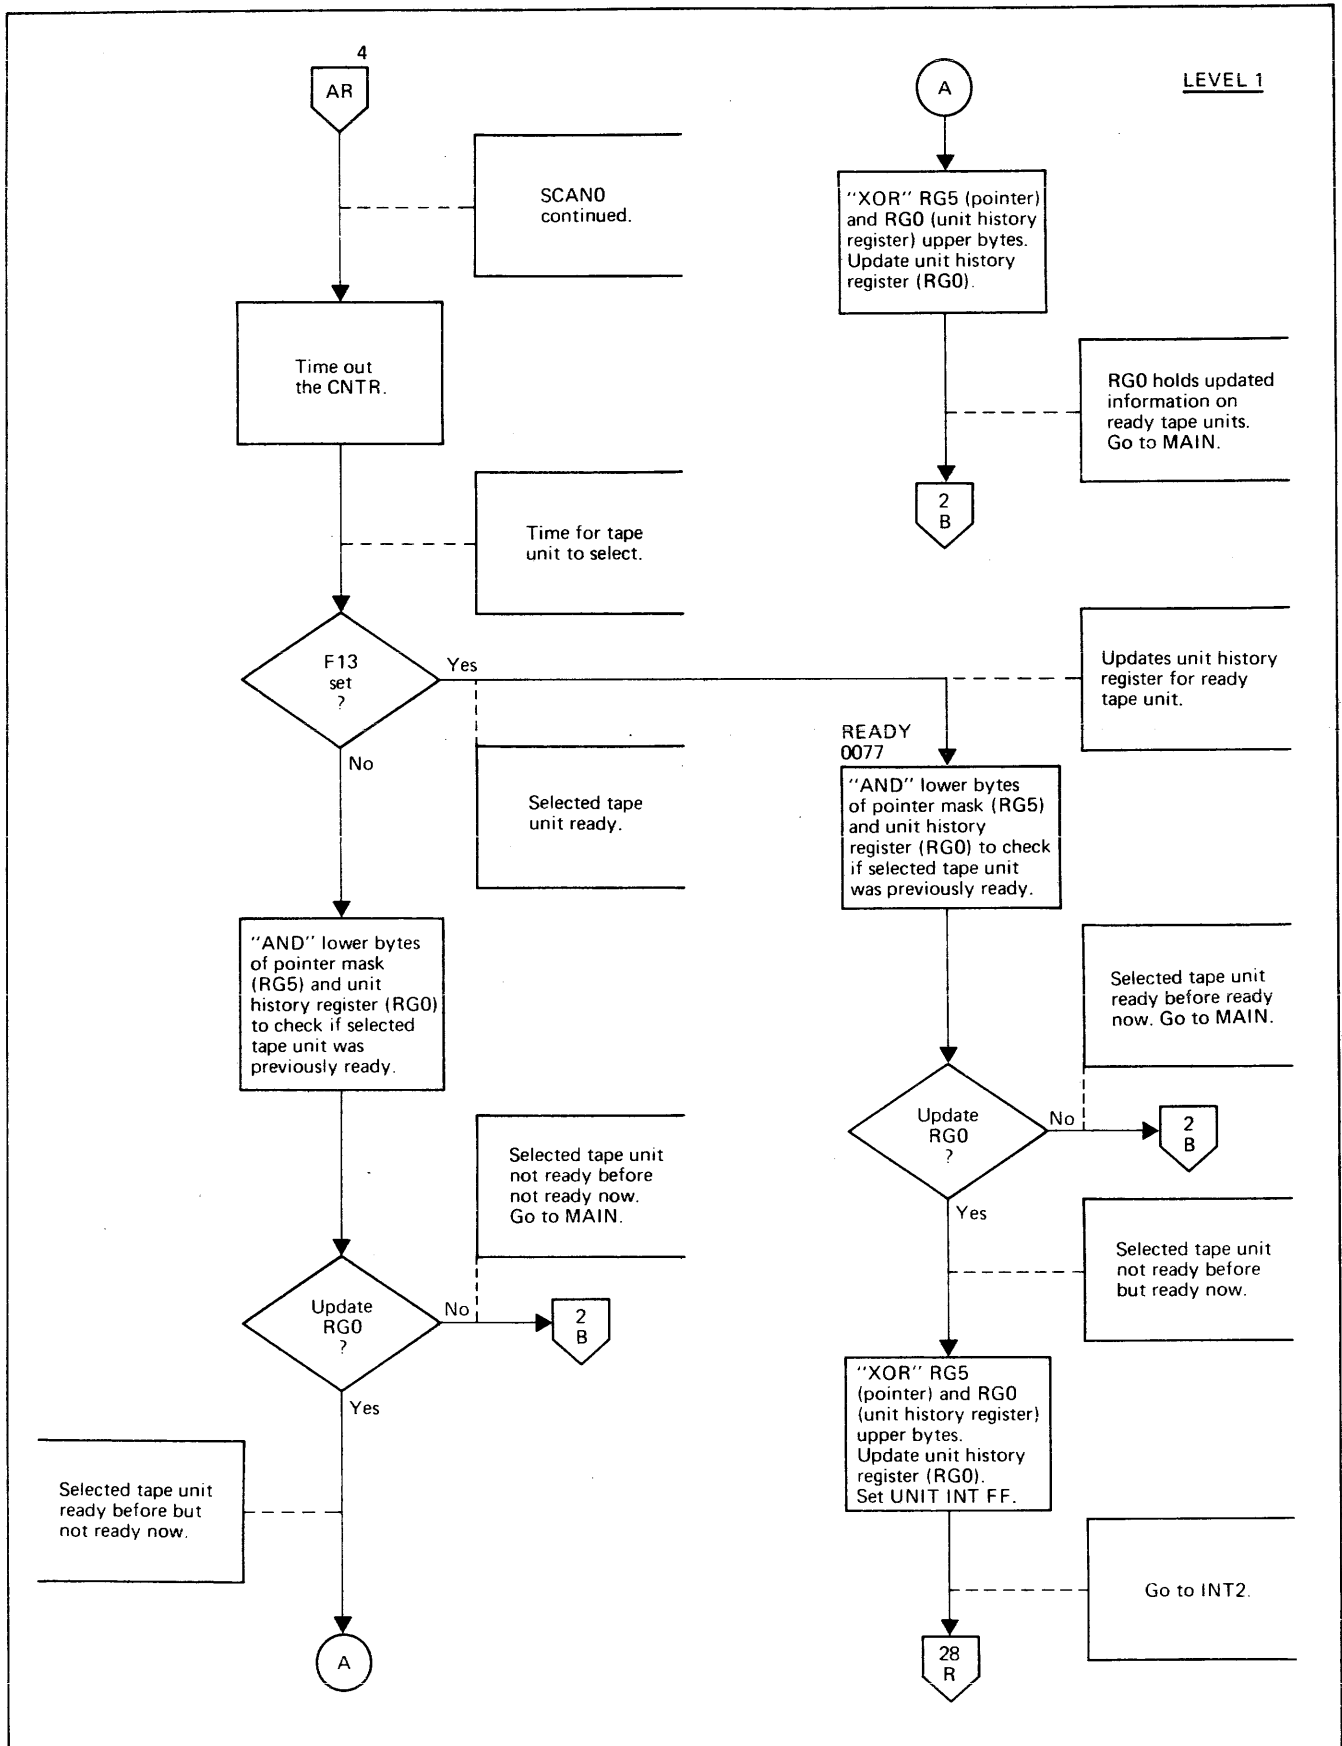 4
AR
SCAN0
continued.
Time out
the CNTR.
Time for tape
unit to select.
F13
set
?
Yes
No
Selected tape
unit ready.
"AND" lower bytes
of pointer mask
(RG5) and unit
history register (RG0)
to check if selected
tape unit was
previously ready.
Selected tape unit
not ready before
not ready now.
Go to MAIN.
Update
RG0
?
No
2
B
Yes
Selected tape unit
ready before but
not ready now.
A
LEVEL 1
A
"XOR" RG5 (pointer)
and RG0 (unit history
register) upper bytes.
Update unit history
register (RG0).
RG0 holds updated
information on
ready tape units.
Go to MAIN.
2
B
Updates unit history
register for ready
tape unit.
READY
0077
"AND" lower bytes
of pointer mask (RG5)
and unit history
register (RG0) to check
if selected tape unit
was previously ready.
Selected tape unit
ready before ready
now. Go to MAIN.
Update
RG0
?
No
2
B
Yes
Selected tape unit
not ready before
but ready now.
"XOR" RG5
(pointer) and RG0
(unit history register)
upper bytes.
Update unit history
register (RG0).
Set UNIT INT FF.
Go to INT2.
28
R